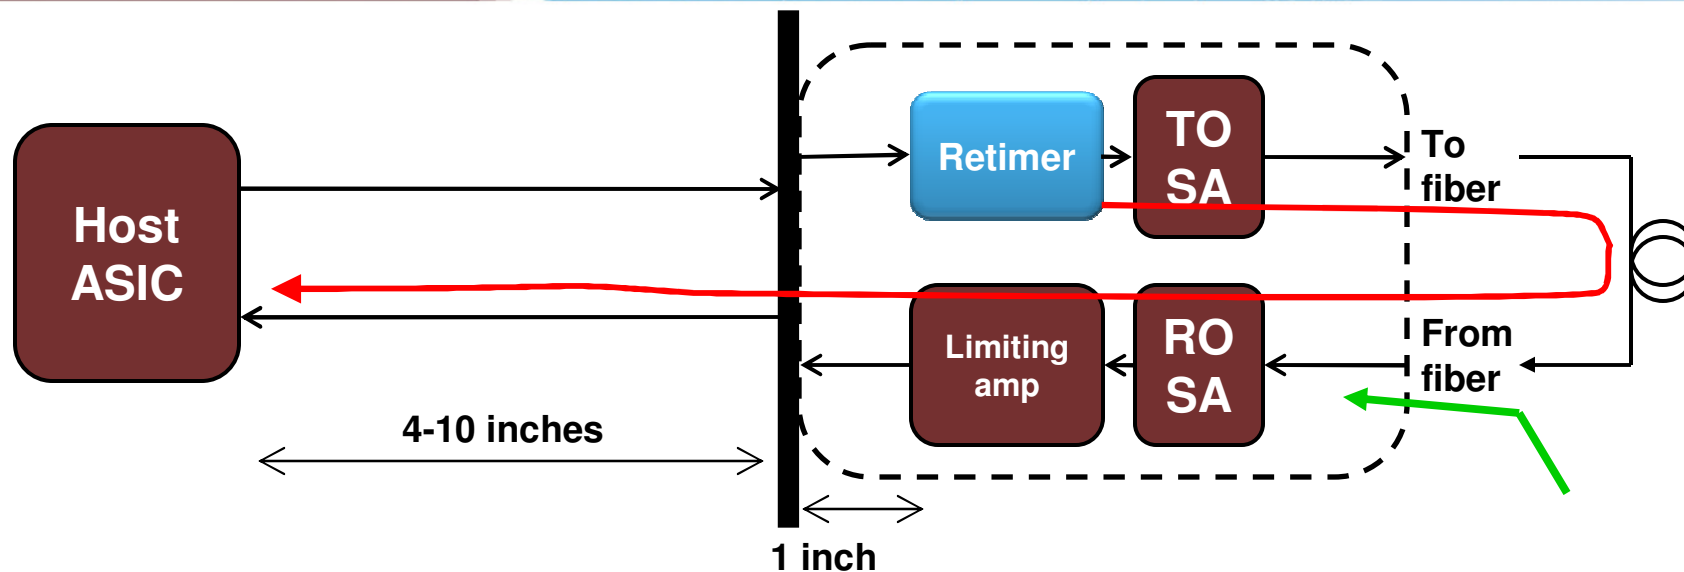 Host
ASIC
4-10 inches
1 inch
Retimer
TO
SA
To
fiber
Limiting
amp
RO
SA
From
fiber